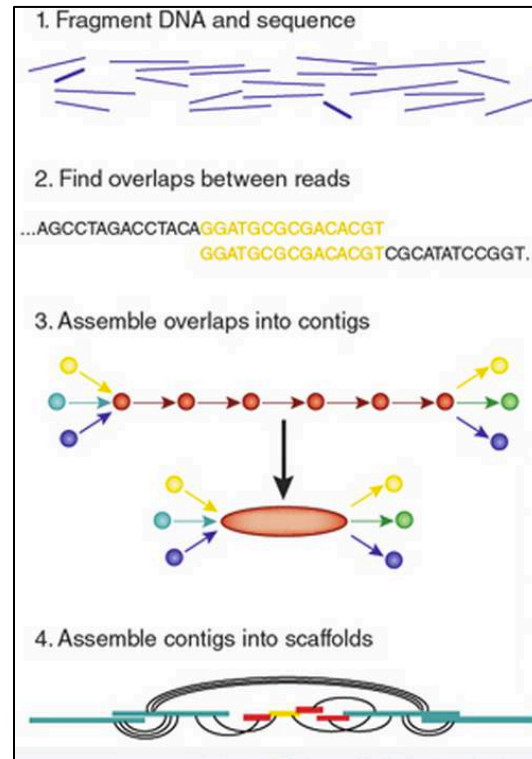 1. Fragment DNA and sequence
2. Find overlaps between reads
...AGCCTAGACCTACAGGATGCGCGACACGT
GGATGCGCGACACGTCGCATATCCGGT.
3. Assemble overlaps into contigs
4. Assemble contigs into scaffolds